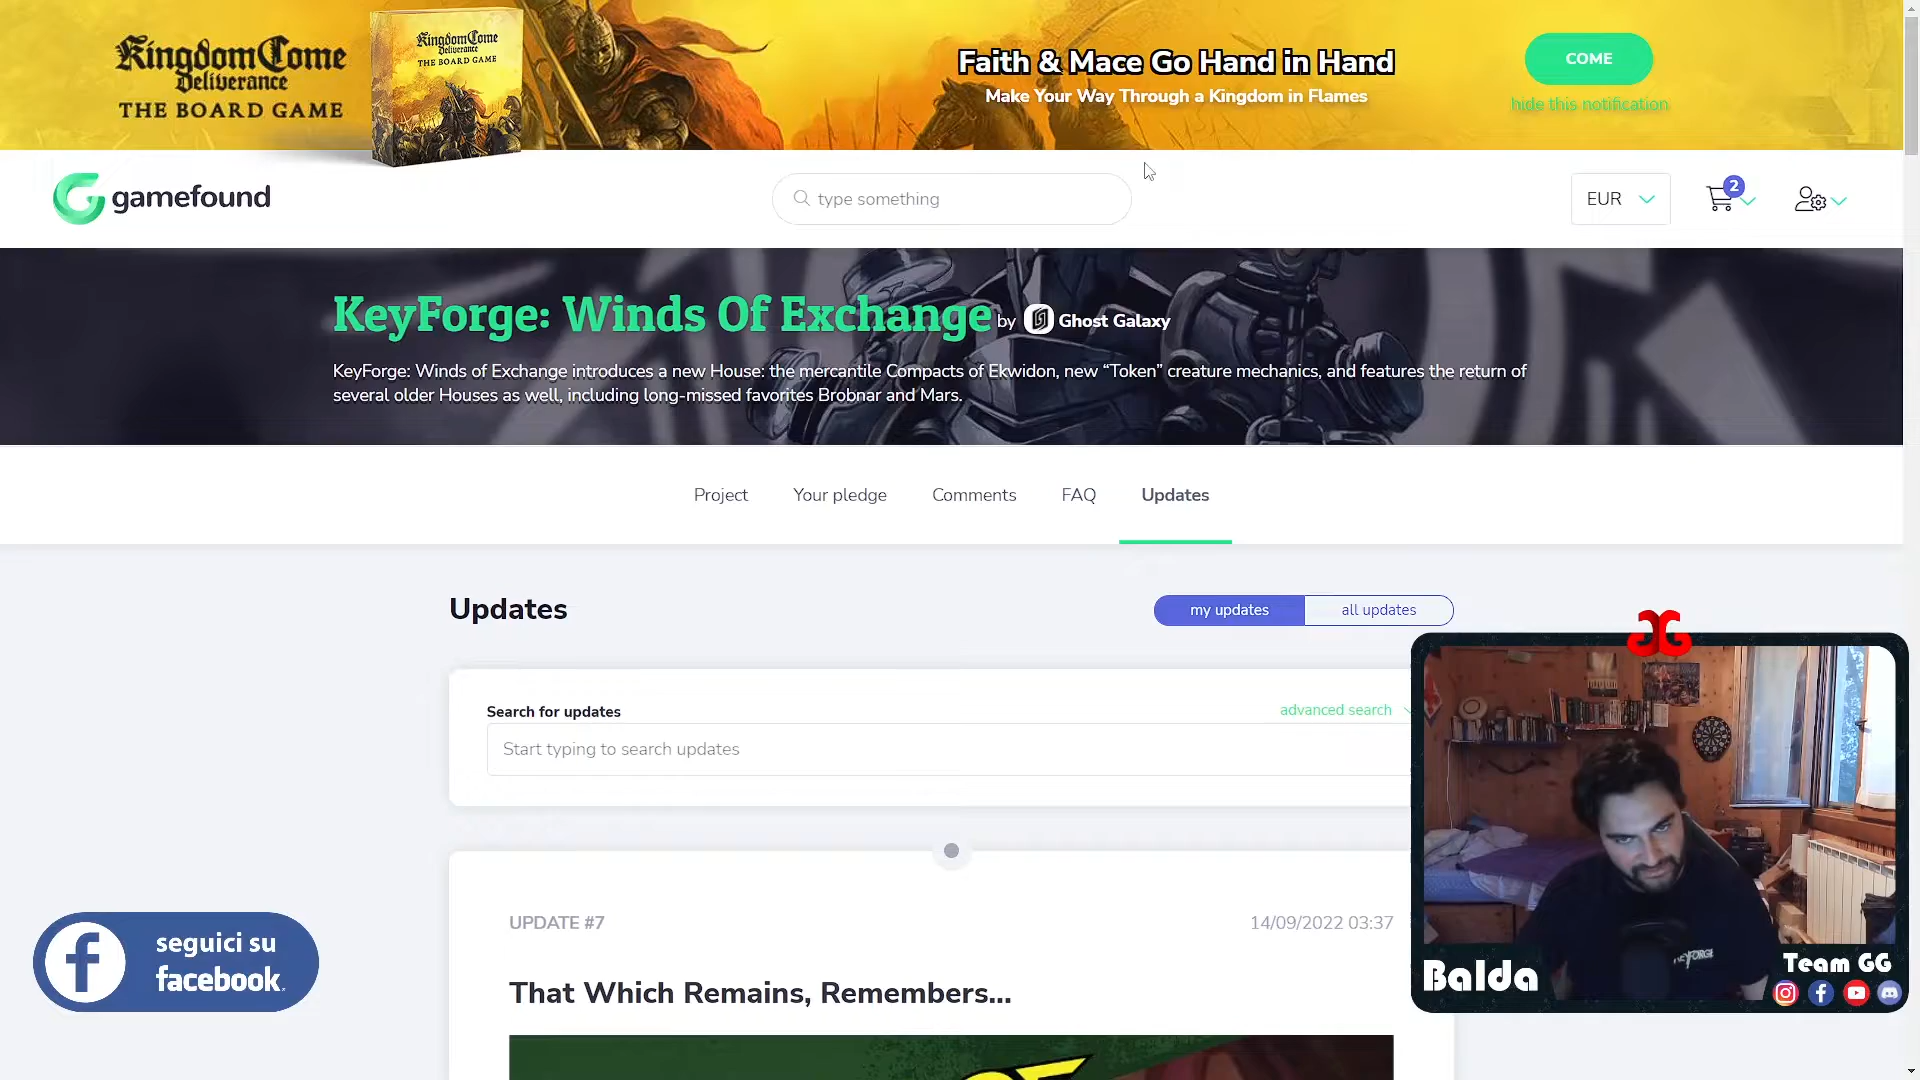 Kingdom Come
Deliverance
THE BOARD GAME
Kingdom Come
Deliverance
THE BOARD GAME
Faith & Mace Go Hand in Hand
Make Your Way Through a Kingdom in Flames
COME
hide this notification
gamefound
type something
EUR
2
KeyForge: Winds Of Exchange by Ghost Galaxy
KeyForge: Winds of Exchange introduces a new House: the mercantile Compacts of Ekwidon, new “Token” creature mechanics, and features the return of
several older Houses as well, including long-missed favorites Brobnar and Mars.
Project
Your pledge
Comments
FAQ
Updates
Updates
my updates
all updates
Search for updates
advanced search
Start typing to search updates
UPDATE #7
14/09/2022 03:37
That Which Remains, Remembers...
seguici su
facebook.
KEYFORGE
Balda
Team GG